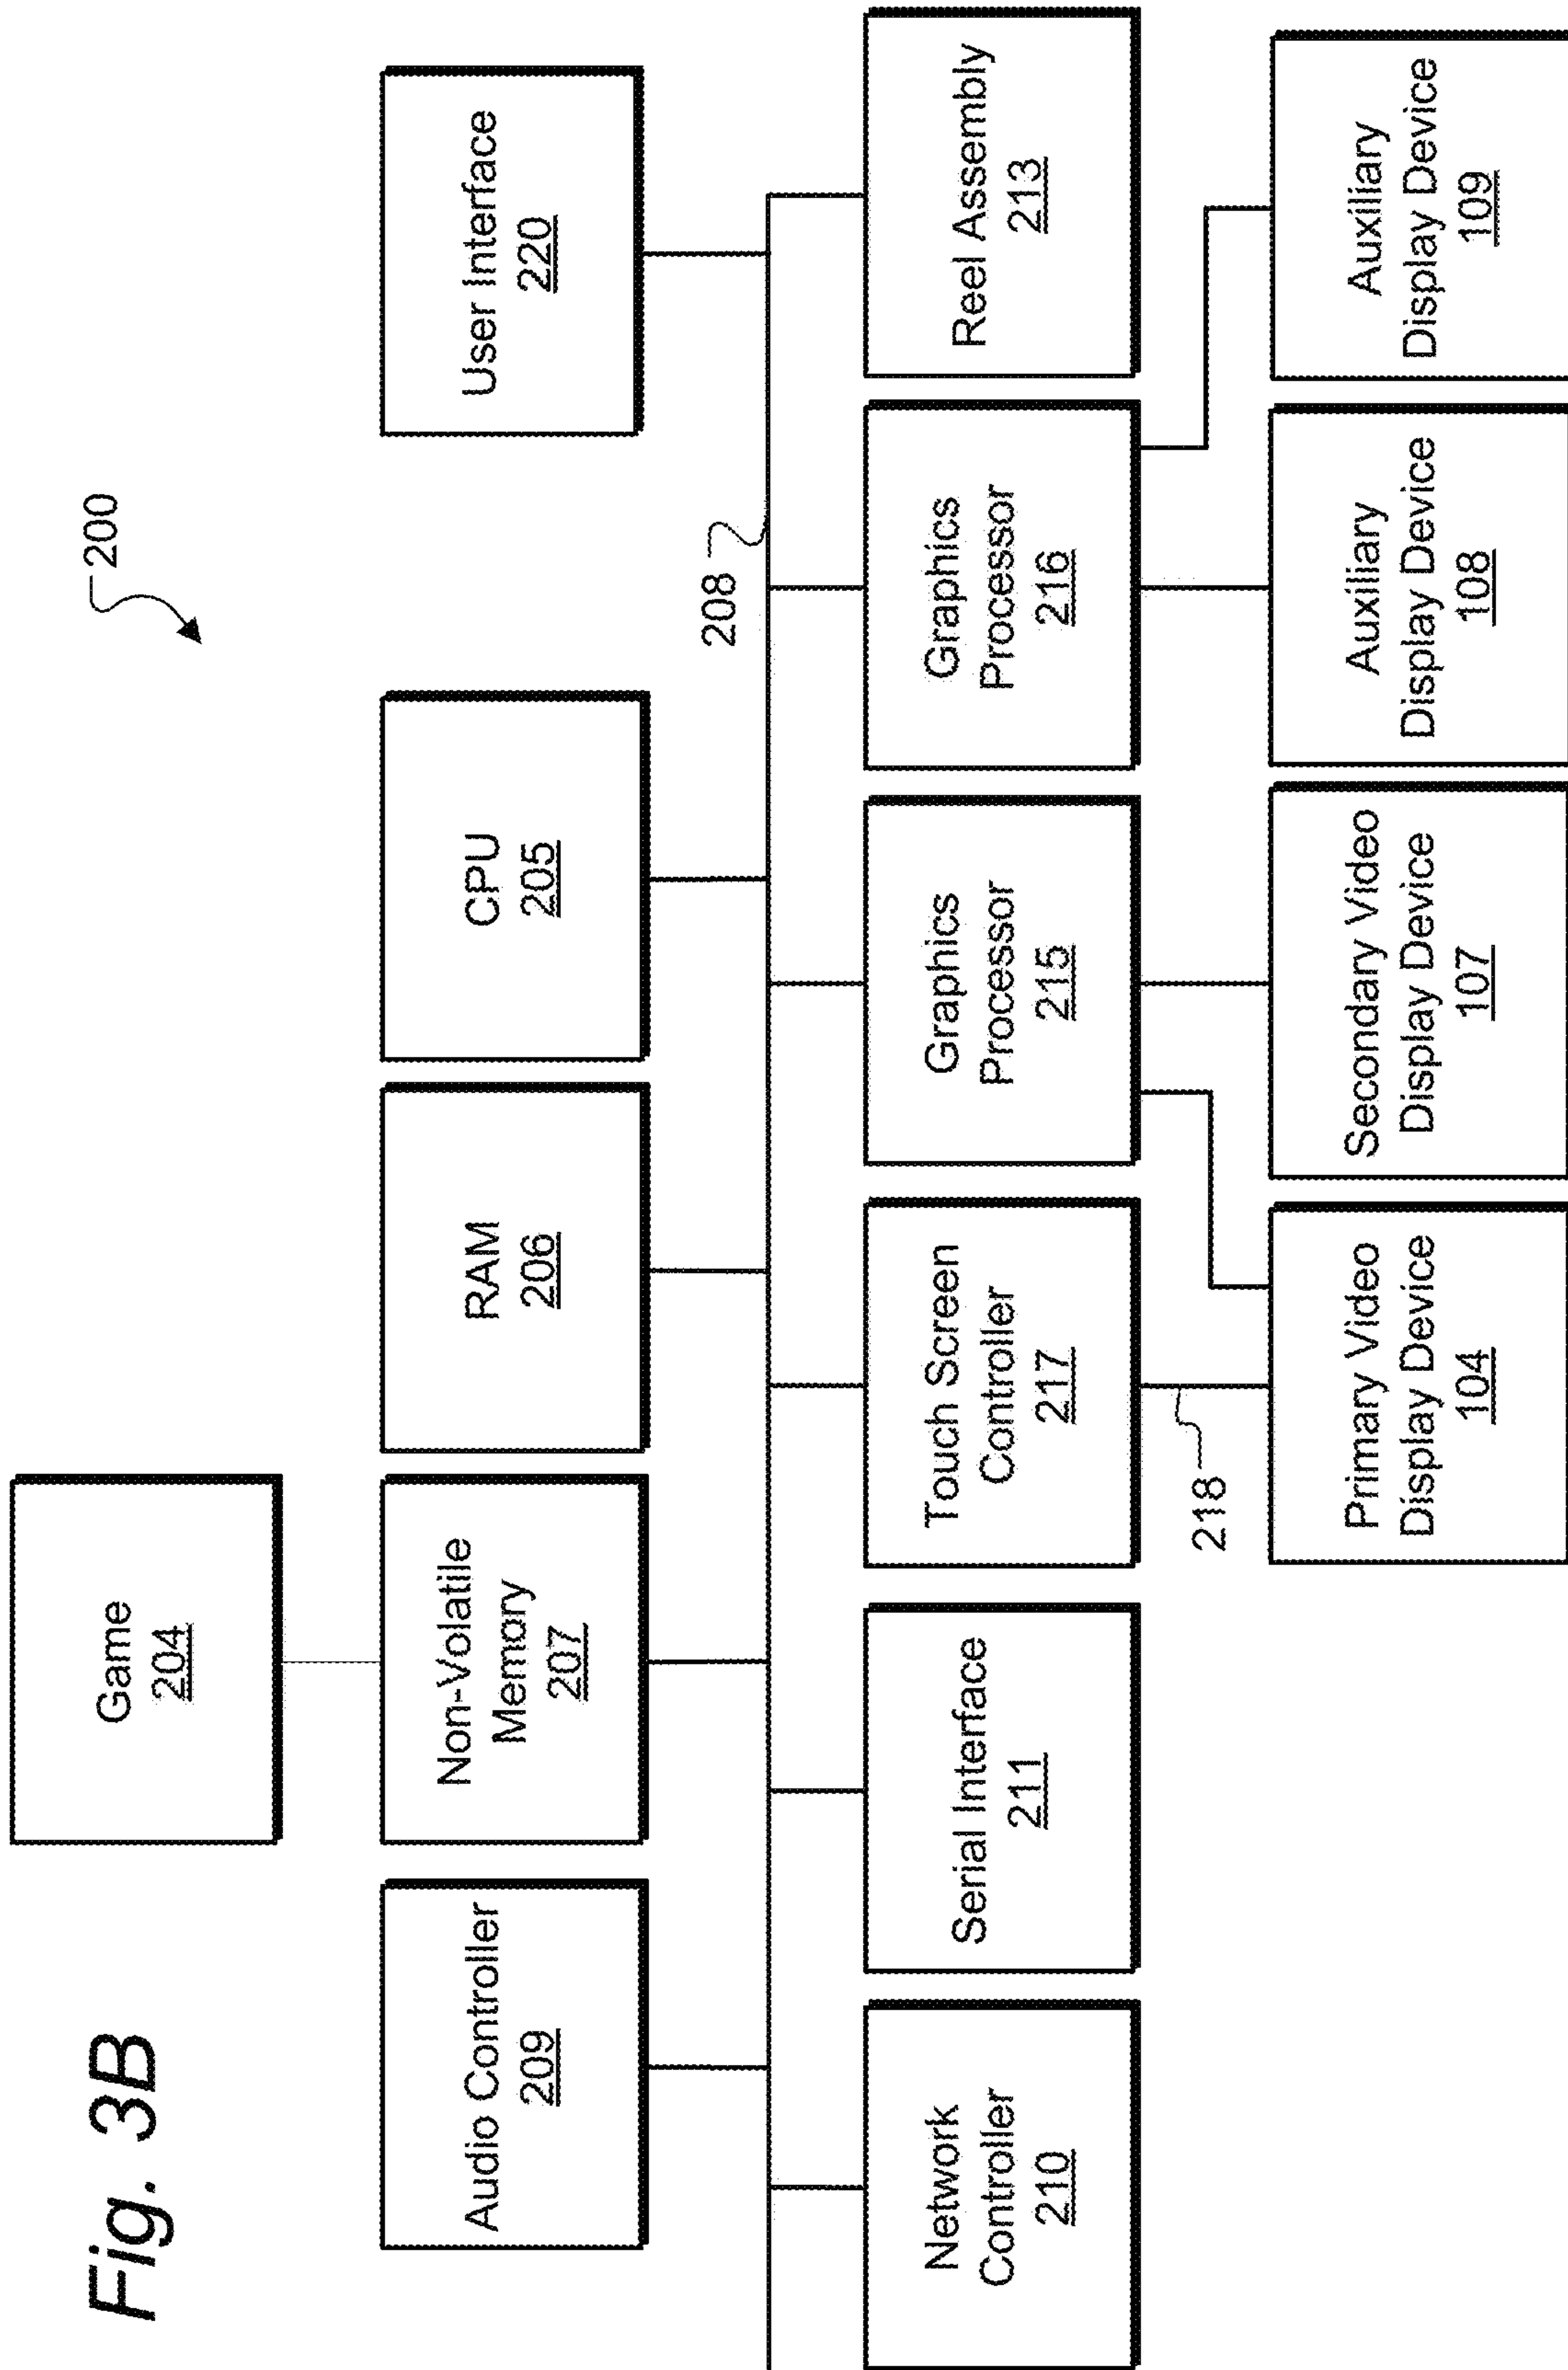 Fig. 3B
200
Game
204
Audio Controller
209
Non-Volatile
Memory
207
RAM
206
CPU
205
User Interface
220
208
Network
Controller
210
Serial Interface
211
Touch Screen
Controller
217
Graphics
Processor
215
Graphics
Processor
216
Reel Assembly
213
218
Primary Video
Display Device
104
Secondary Video
Display Device
107
Auxiliary
Display Device
108
Auxiliary
Display Device
109